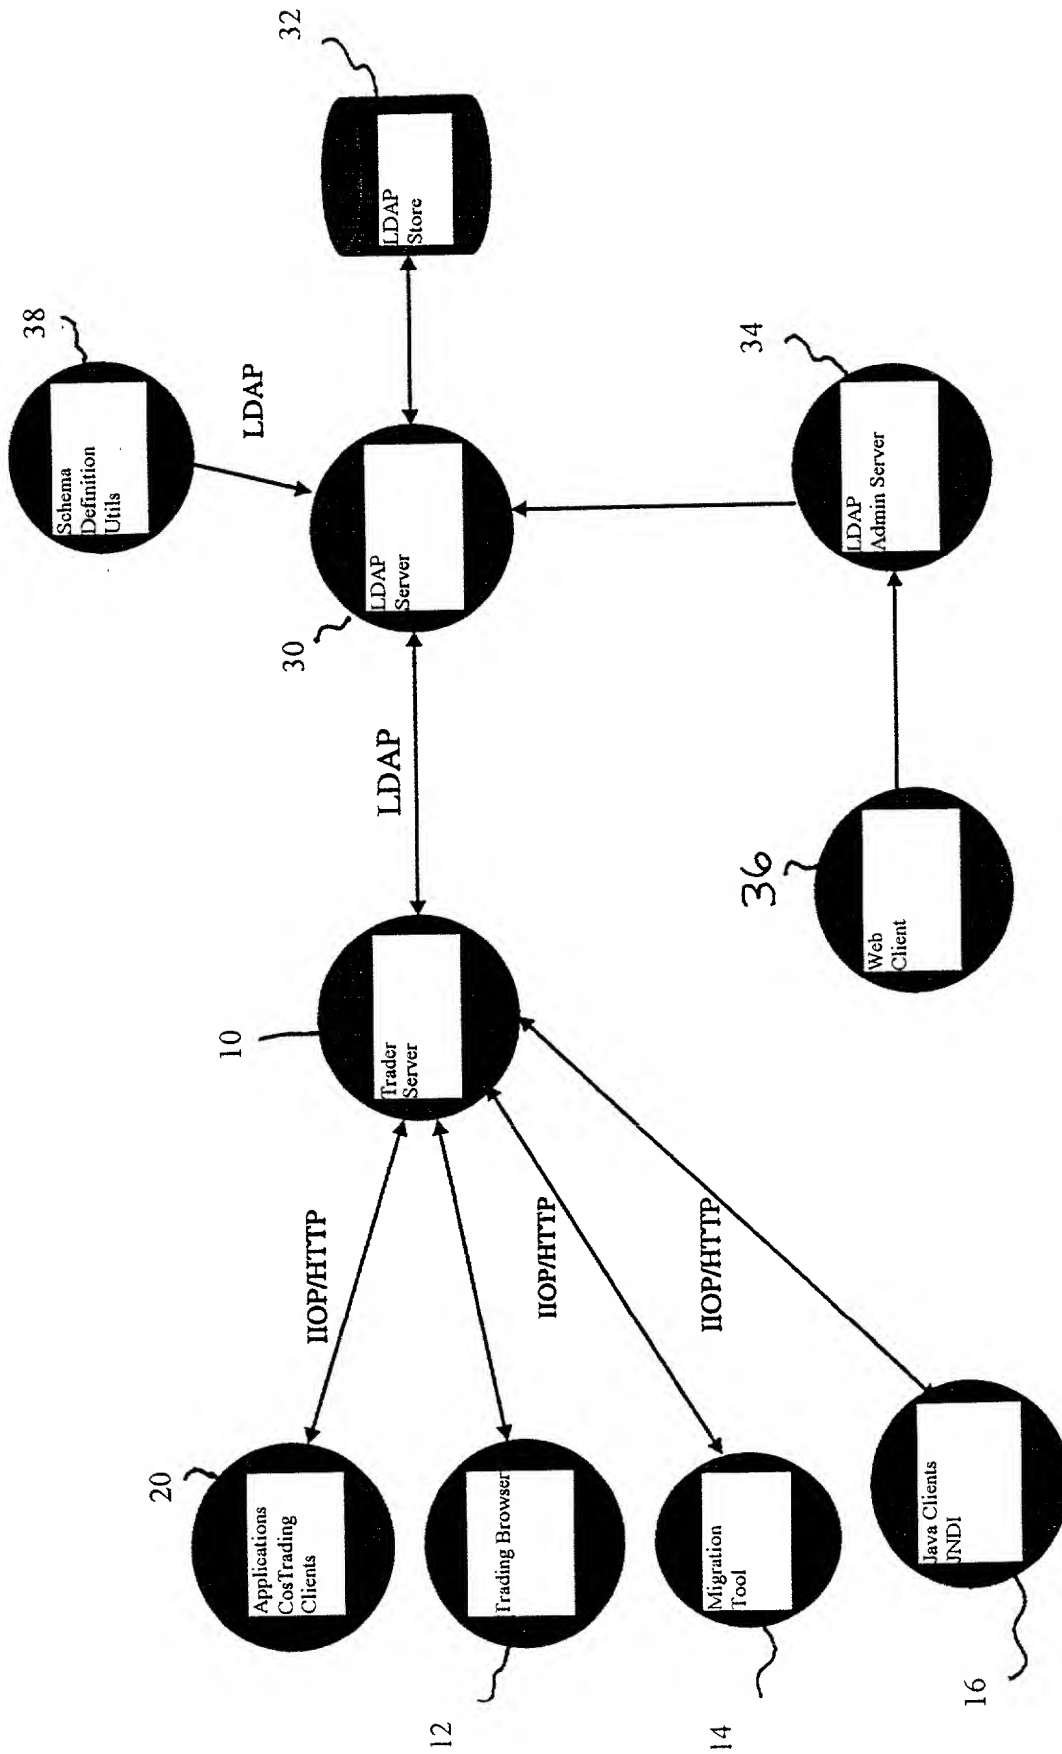 38
Schema
Definition
Utils
LDAP
32
LDAP
Store
30
LDAP
Server
34
LDAP
Admin Server
LDAP
36
Web
Client
10
Trader
Server
IIOP/HTTP
IIOP/HTTP
IIOP/HTTP
20
Applications
CosTrading
Clients
12
Trading Browser
14
Migration
Tool
16
Java Clients
JNDI